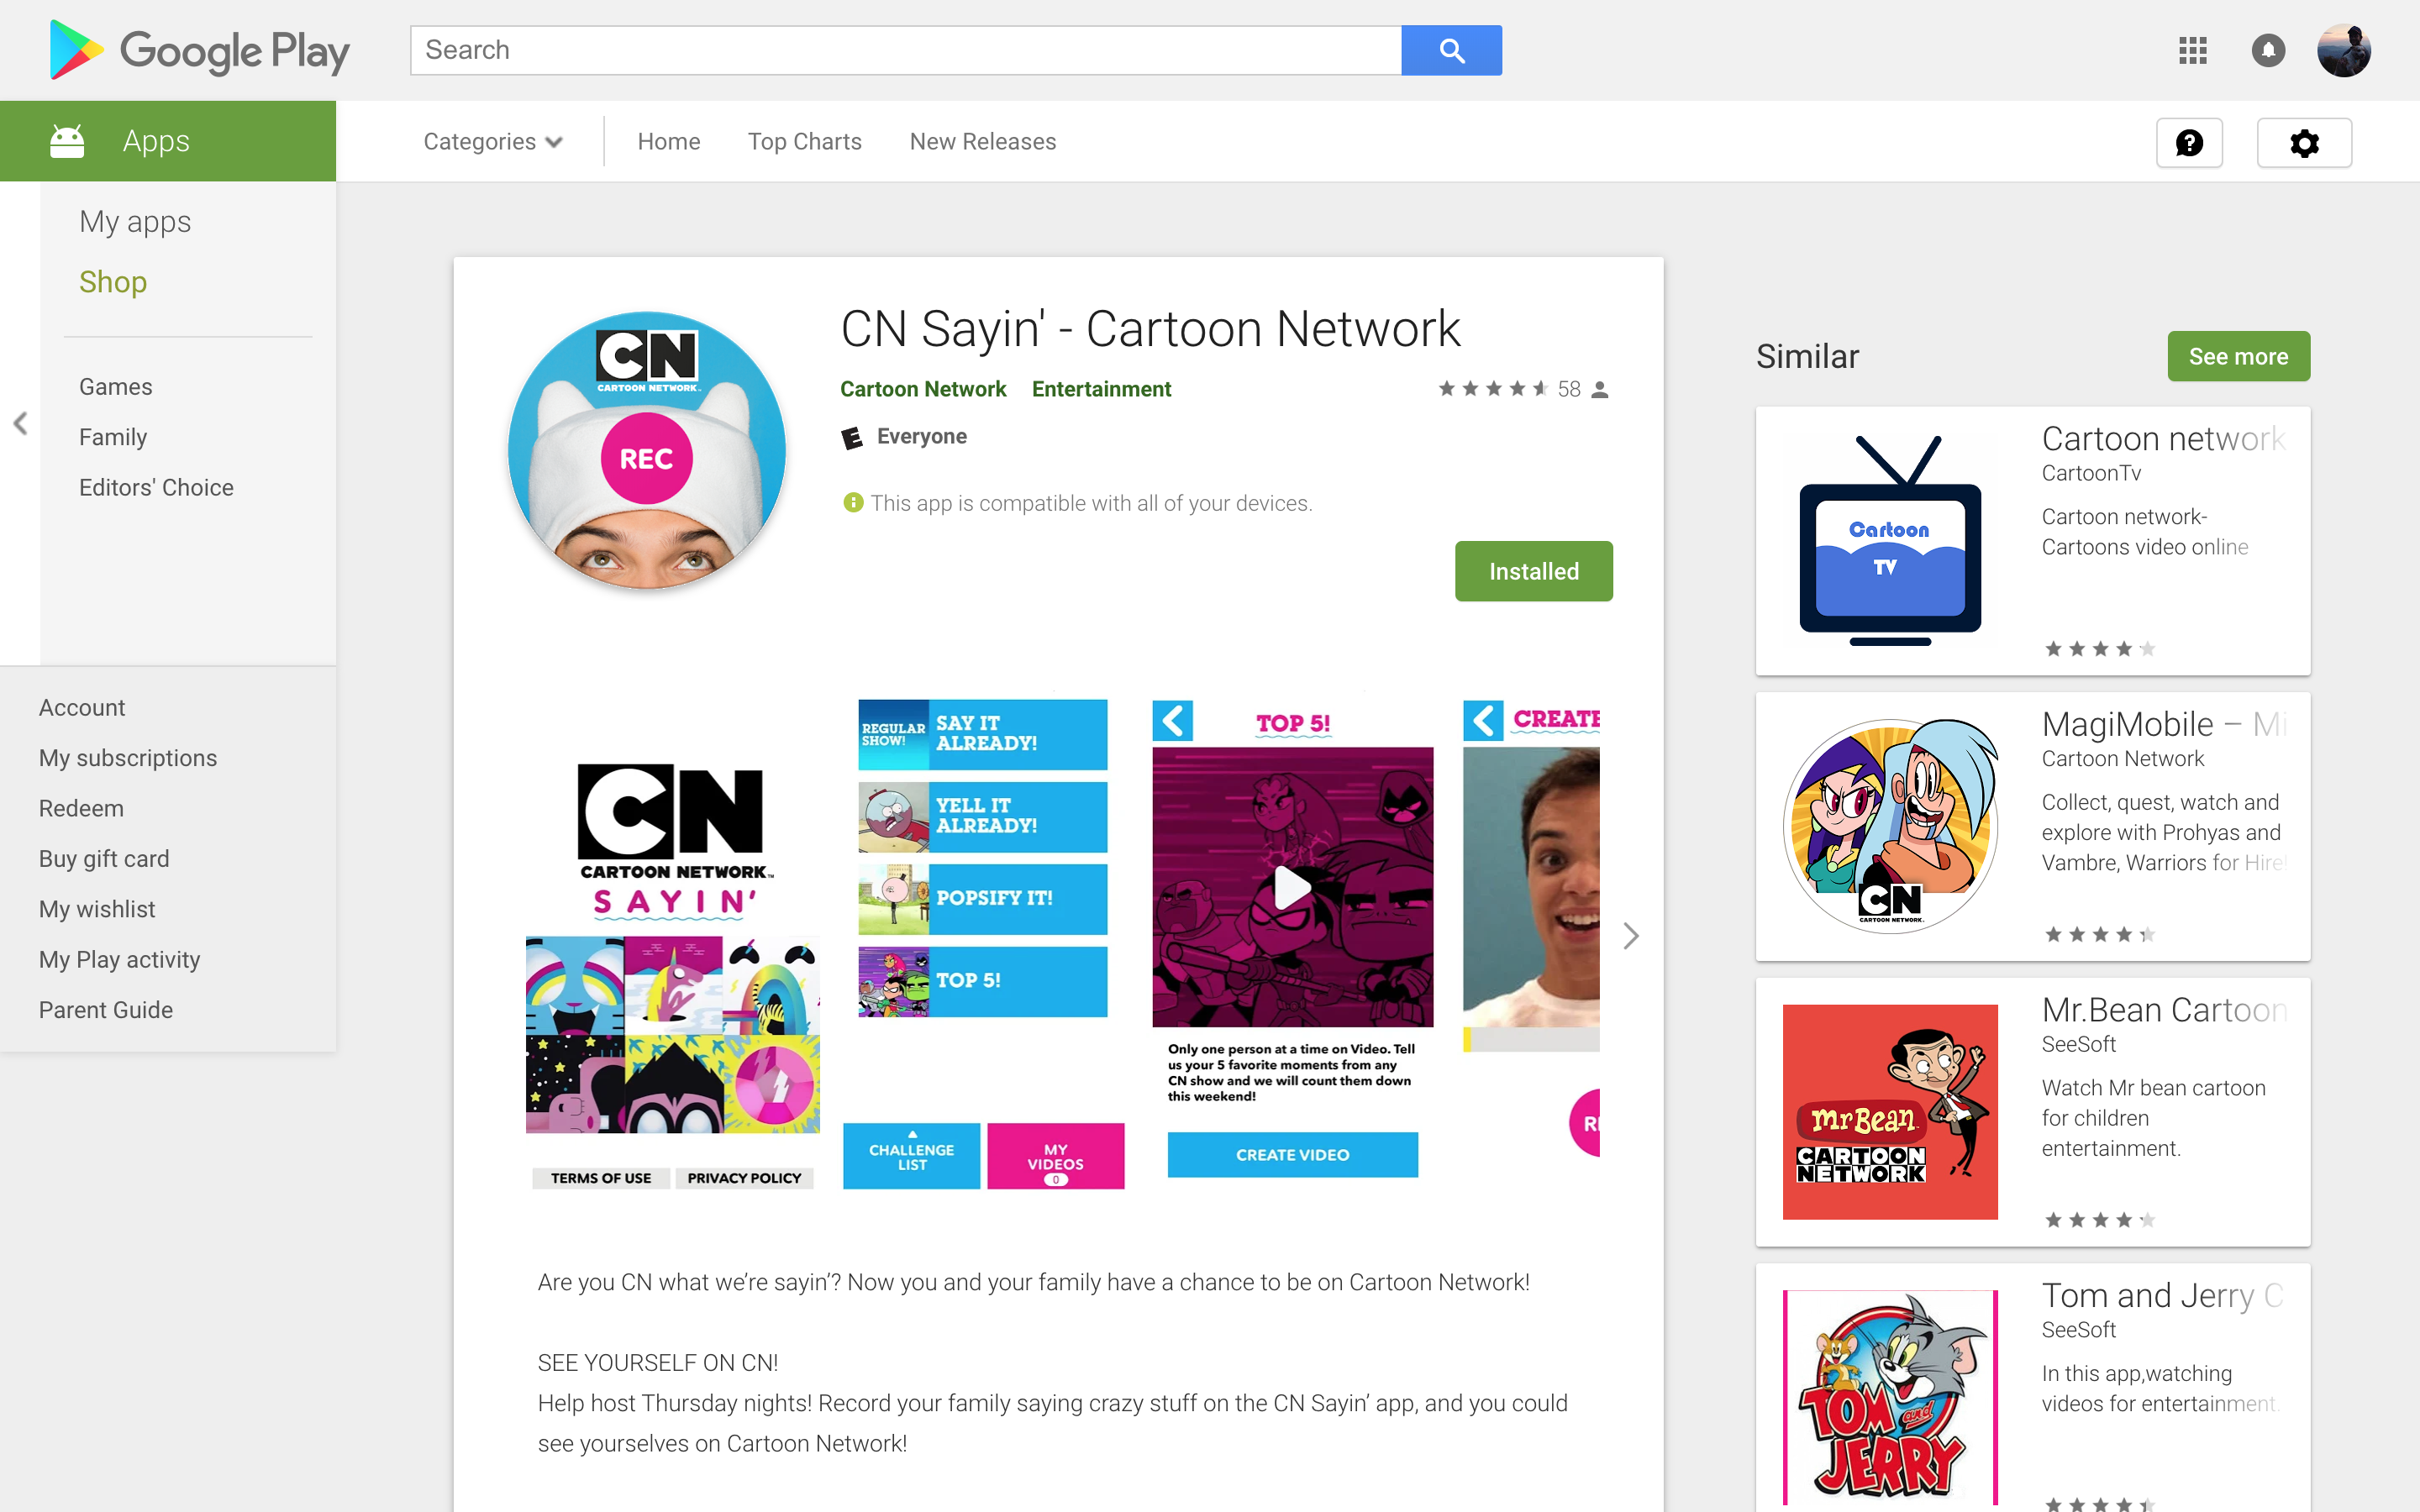 Google Play
Search
Apps
Categories
Home
Top Charts
New Releases
My apps
Shop
Games
Family
Editors' Choice
Account
My subscriptions
Redeem
Buy gift card
My wishlist
My Play activity
Parent Guide
CN
CARTOON NETWORK™
REC
CN Sayin' - Cartoon Network
Cartoon Network Entertainment
58
E Everyone
This app is compatible with all of your devices.
Installed
CN
CARTOON NETWORK™
SAYIN'
TERMS OF USE
PRIVACY POLICY
REGULAR
SHOW!
SAY IT
ALREADY!
YELL IT
ALREADY!
POPSIFY IT!
TOP 5!
CHALLENGE
LIST
MY
VIDEOS
0
TOP 5!
Only one person at a time on Video. Tell
us your 5 favorite moments from any
CN show and we will count them down
this weekend!
CREATE VIDEO
CREATE
Are you CN what we’re sayin’? Now you and your family have a chance to be on Cartoon Network!
SEE YOURSELF ON CN!
Help host Thursday nights! Record your family saying crazy stuff on the CN Sayin’ app, and you could
see yourselves on Cartoon Network!
Similar
See more
Cartoon
TV
Cartoon network
CartoonTv
Cartoon network-
Cartoons video online
CN
CARTOON NETWORK.
MagiMobile – Mi
Cartoon Network
Collect, quest, watch and
explore with Prohyas and
Vambre, Warriors for Hire!
Mr Bean
CARTOON
NETWORK
Mr.Bean Cartoon
SeeSoft
Watch Mr bean cartoon
for children
entertainment.
TOM and
JERRY
Tom and Jerry C
SeeSoft
In this app,watching
videos for entertainment.